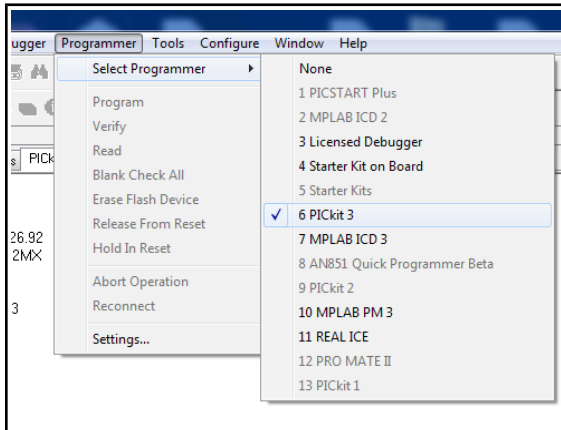 ugger Programmer Tools Configure Window Help
Select Programmer
Program
Verify
Read
Blank Check All
Erase Flash Device
Release From Reset
Hold In Reset
Abort Operation
Reconnect
Settings...
None
1 PICSTART Plus
2 MPLAB ICD 2
3 Licensed Debugger
4 Starter Kit on Board
5 Starter Kits
6 PICkit 3
7 MPLAB ICD 3
8 AN851 Quick Programmer Beta
9 PICkit 2
10 MPLAB PM 3
11 REAL ICE
12 PRO MATE II
13 PICkit 1
s PICk
26.92
2MX
3